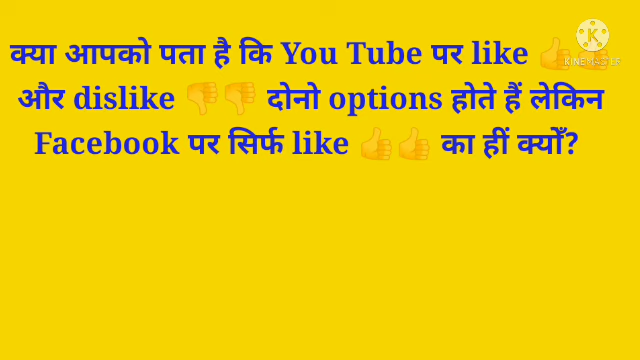 क्या आपको पता है कि You Tube पर like 👍👍
और dislike 👎👎 दोनो options होते हैं लेकिन
Facebook पर सिर्फ like 👍👍 का हीं क्योँ?
KINEMASTER